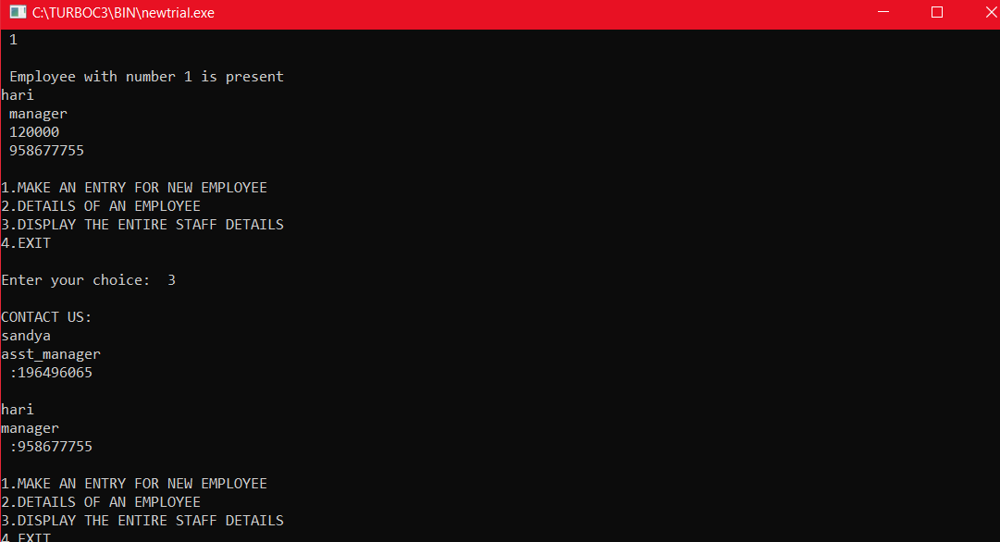 C:\TURBOC3\BIN\newtrial.exe
1
Employee with number 1 is present
hari
manager
120000
958677755
1.MAKE AN ENTRY FOR NEW EMPLOYEE
2.DETAILS OF AN EMPLOYEE
3.DISPLAY THE ENTIRE STAFF DETAILS
4.EXIT
Enter your choice:  3
CONTACT US:
sandya
asst_manager
:196496065
hari
manager
:958677755
1.MAKE AN ENTRY FOR NEW EMPLOYEE
2.DETAILS OF AN EMPLOYEE
3.DISPLAY THE ENTIRE STAFF DETAILS
4.EXIT